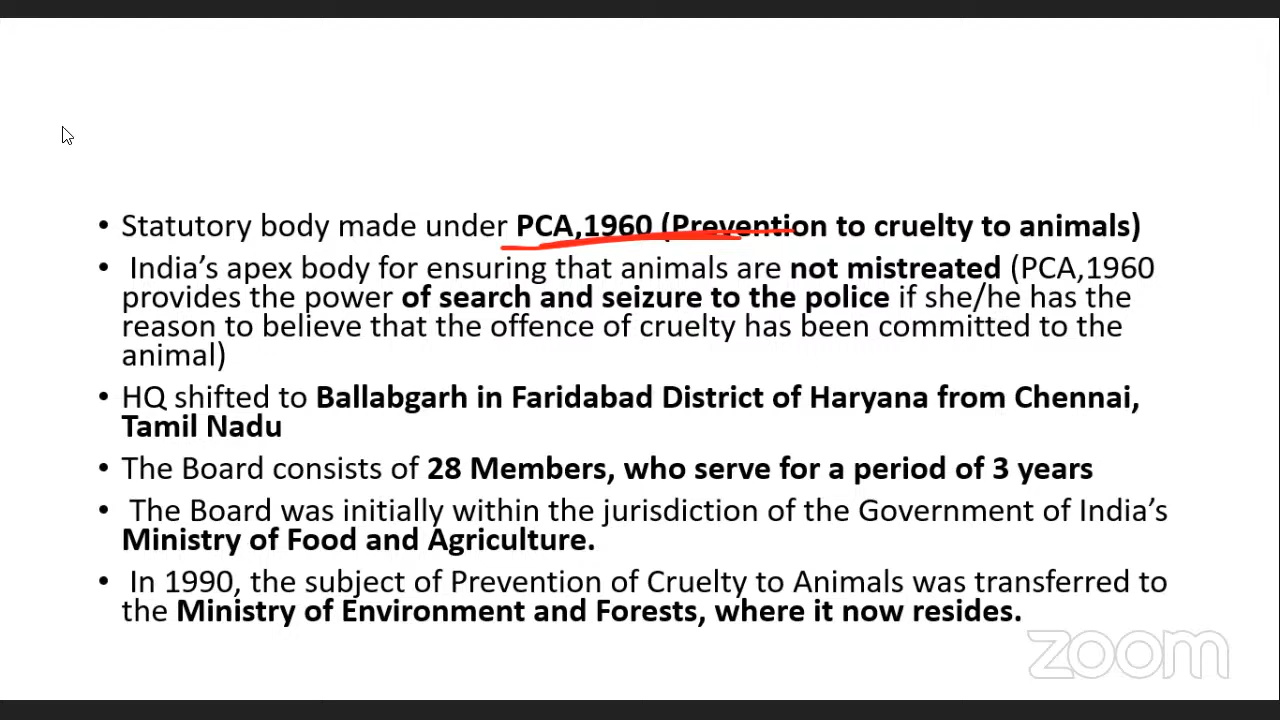 • Statutory body made under PCA,1960 (Prevention to cruelty to animals)
• India’s apex body for ensuring that animals are not mistreated (PCA,1960
provides the power of search and seizure to the police if she/he has the
reason to believe that the offence of cruelty has been committed to the
animal)
• HQ shifted to Ballabgarh in Faridabad District of Haryana from Chennai,
Tamil Nadu
• The Board consists of 28 Members, who serve for a period of 3 years
• The Board was initially within the jurisdiction of the Government of India’s
Ministry of Food and Agriculture.
• In 1990, the subject of Prevention of Cruelty to Animals was transferred to
the Ministry of Environment and Forests, where it now resides.
zoom